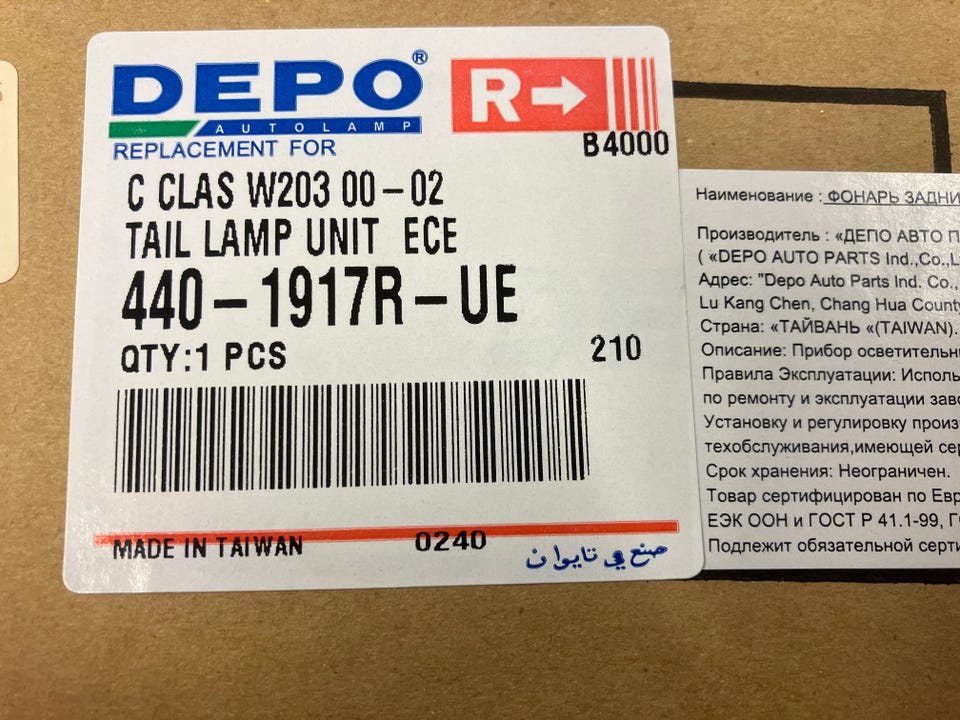 DEPO®
AUTOLAMP
REPLACEMENT FOR
R
B4000
C CLAS W203 00-02
TAIL LAMP UNIT ECE
440-1917R-UE
QTY:1 PCS
210
MADE IN TAIWAN
0240
صنع في تايوان
Наименование : ФОНАРЬ ЗАДНИ
Производитель : «ДЕПО АВТО П
( «DEPO AUTO PARTS Ind.,Co.,L
Адрес: "Depo Auto Parts Ind. Co.,
Lu Kang Chen, Chang Hua County
Страна: «ТАЙВАНЬ «(TAIWAN).
Описание: Прибор осветительн
Правила Эксплуатации: Исполь
по ремонту и эксплуатации заво
Установку и регулировку произ
техобслуживания,имеющей сер
Срок хранения: Неограничен.
Товар сертифицирован по Евр
ЕЭК ООН и ГОСТ Р 41.1-99, Г
Подлежит обязательной серти